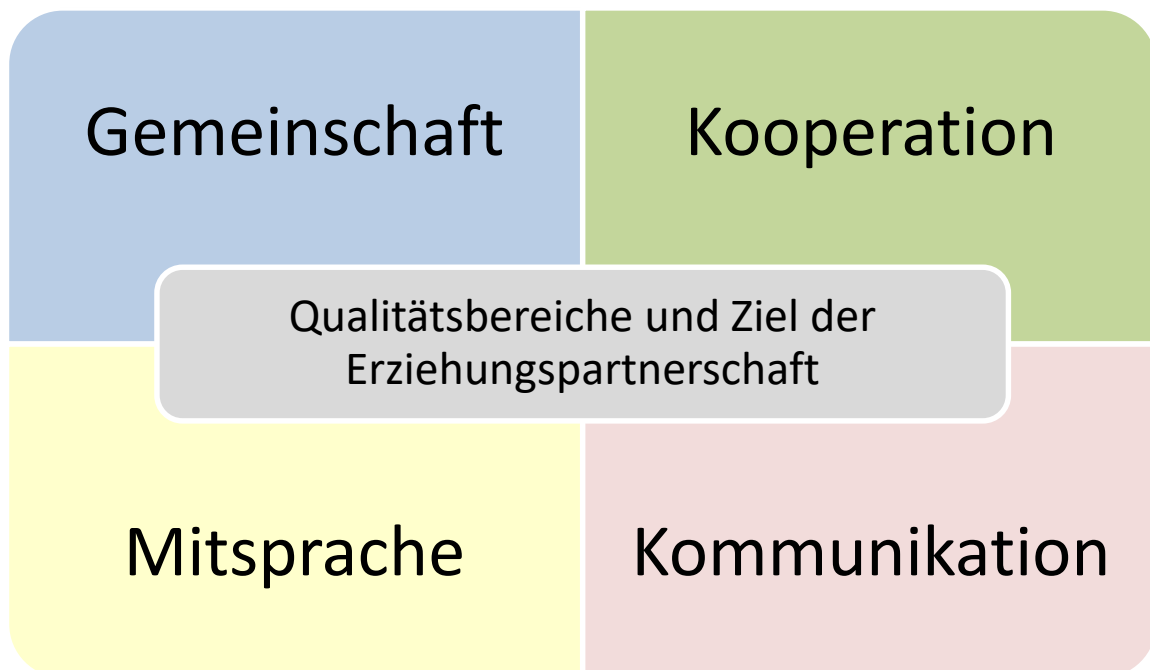 Gemeinschaft
Kooperation
Qualitätsbereiche und Ziel der
Erziehungspartnerschaft
Mitsprache
Kommunikation